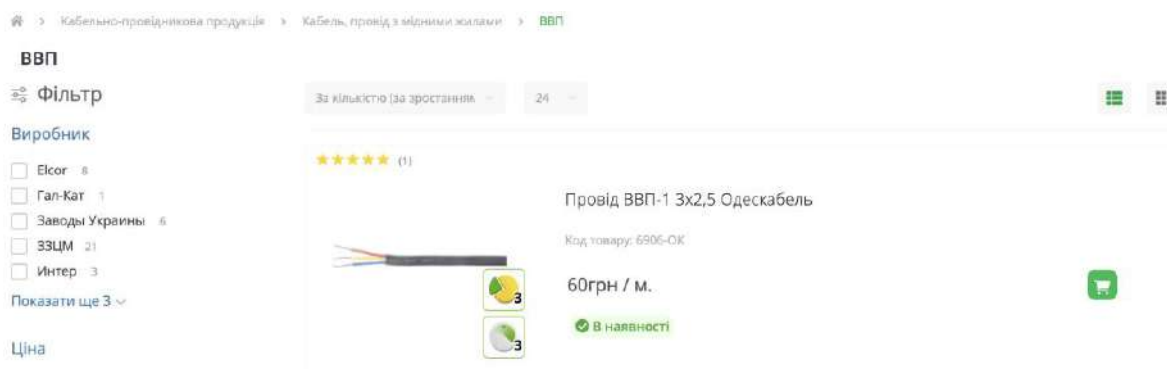 Кабельно-провідникова продукція > Кабель, провід з мідними жилами > ВВП
ВВП
Фільтр
За кількістю (за зростанням
24
Виробник
Elcor 8
Гал-Кат 1
Заводы Украины 6
ЗЗЦМ 21
Интер 3
Показати ще 3
Ціна
(1)
Провід ВВП-1 3х2,5 Одескабель
Код товару: 6906-ОК
60грн / м.
В наявності
3
3